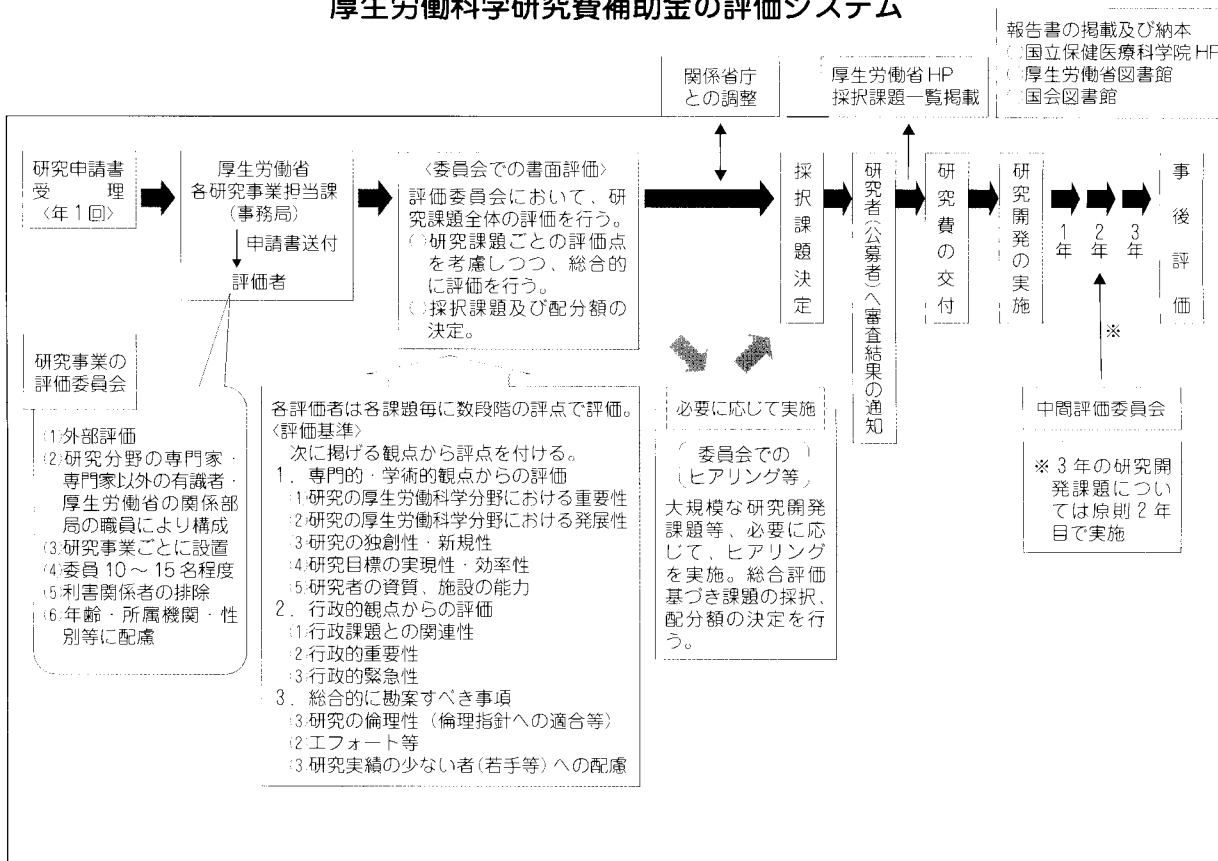 厚生労働科学研究費補助金の評価システム
報告書の掲載及び納本
○国立保健医療科学院HP
○厚生労働省図書館
○国会図書館
関係省庁
との調整
厚生労働省HP
採択課題一覧掲載
研究申請書
受　　　理
〈年1回〉
厚生労働省
各研究事業担当課
(事務局)
申請書送付
評価者
〈委員会での書面評価〉
評価委員会において、研
究課題全体の評価を行う。
○研究課題ごとの評価点
を考慮しつつ、総合的
に評価を行う。
○採択課題及び配分額の
決定。
採択課題決定
研究者(公募者)へ審査結果の通知
研究費の交付
研究開発の実施
1年
2年
3年
事後評価
※
研究事業の
評価委員会
(1)外部評価
(2)研究分野の専門家・
専門家以外の有識者・
厚生労働省の関係部
局の職員により構成
(3)研究事業ごとに設置
(4)委員10～15名程度
(5)利害関係者の排除
(6)年齢・所属機関・性
別等に配慮
各評価者は各課題毎に数段階の評点で評価。
〈評価基準〉
次に掲げる観点から評点を付ける。
1．専門的・学術的観点からの評価
(1)研究の厚生労働科学分野における重要性
(2)研究の厚生労働科学分野における発展性
(3)研究の独創性・新規性
(4)研究目標の実現性・効率性
(5)研究者の資質、施設の能力
2．行政的観点からの評価
(1)行政課題との関連性
(2)行政的重要性
(3)行政的緊急性
3．総合的に勘案すべき事項
(3)研究の倫理性（倫理指針への適合等）
(2)エフォート等
(3)研究実績の少ない者(若手等)への配慮
必要に応じて実施
(委員会での
ヒアリング等)
大規模な研究開発
課題等、必要に応
じて、ヒアリング
を実施。総合評価
基づき課題の採択、
配分額の決定を行
う。
中間評価委員会
※3年の研究開
発課題につい
ては原則2年
目で実施